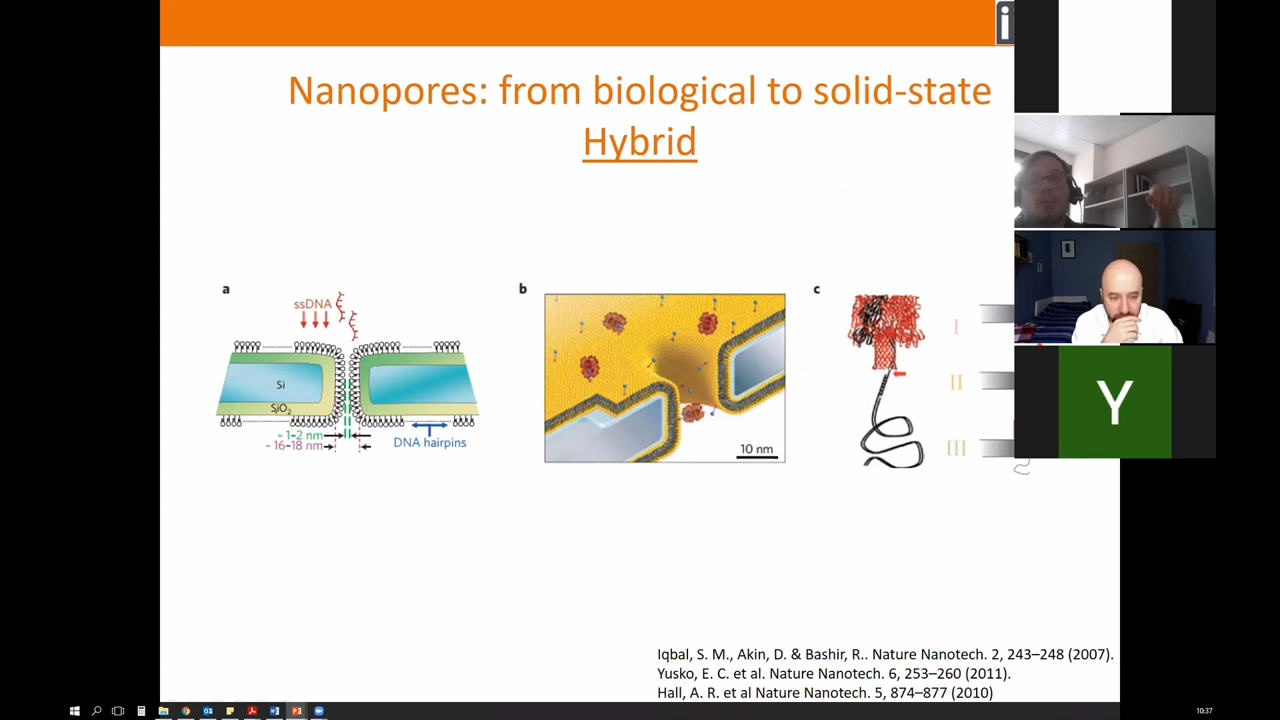 Nanopores: from biological to solid-state
Hybrid
a
ssDNA
Si
SiO2
~ 1-2 nm
~ 16-18 nm
DNA hairpins
b
10 nm
c
I
II
III
Y
Iqbal, S. M., Akin, D. & Bashir, R.. Nature Nanotech. 2, 243–248 (2007).
Yusko, E. C. et al. Nature Nanotech. 6, 253–260 (2011).
Hall, A. R. et al Nature Nanotech. 5, 874–877 (2010)
10:37